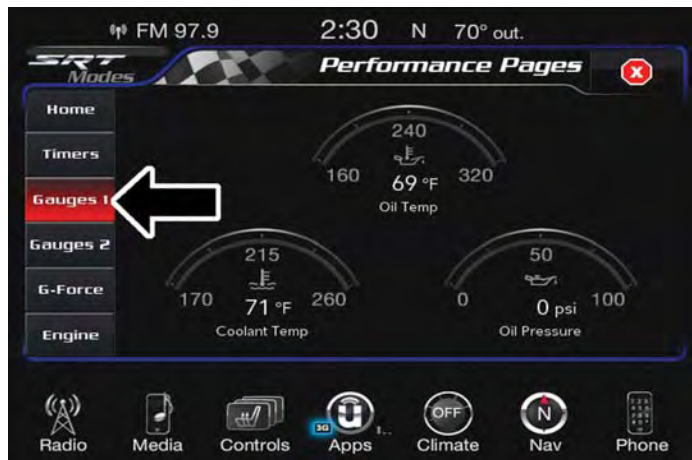 FM 97.9 2:30 N 70° out.
SRT Modes
Performance Pages
X
Home
Timers
Gauges 1
Gauges 2
G-Force
Engine
240
160 320
69 °F
Oil Temp
215
170 260
71 °F
Coolant Temp
50
0 100
0 psi
Oil Pressure
3G
OFF
N
Radio Media Controls Apps Climate Nav Phone